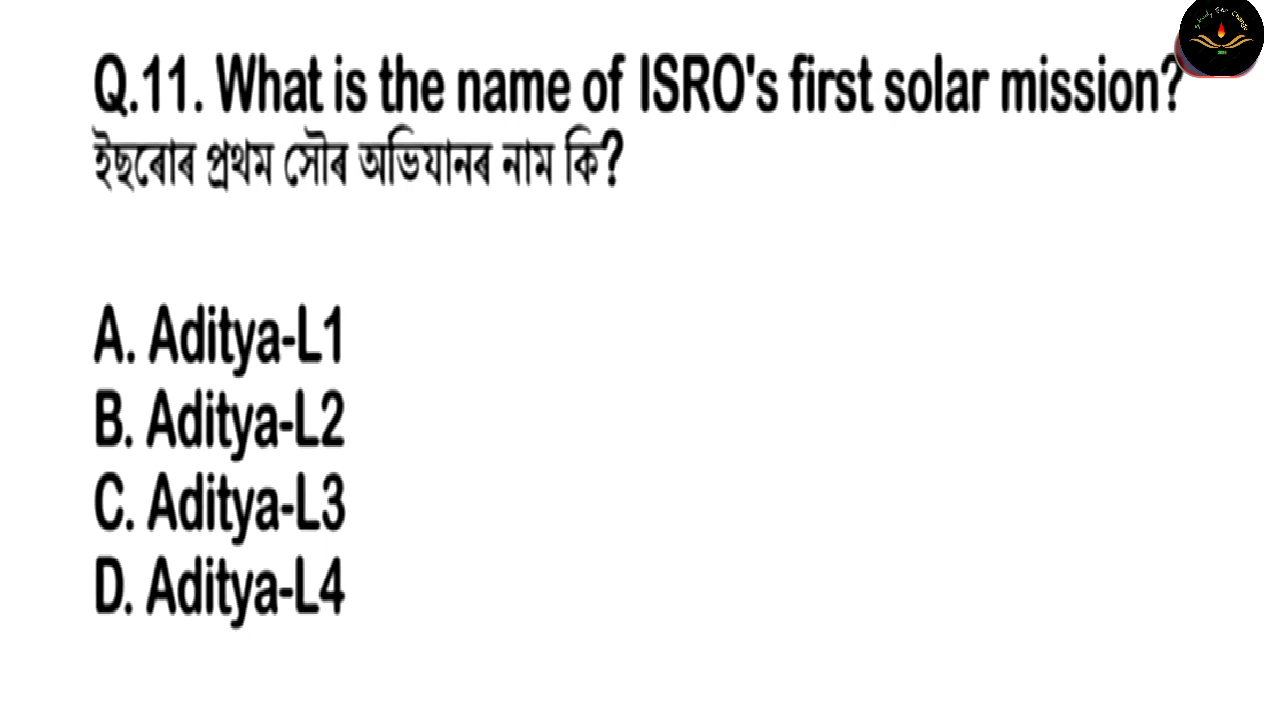 Q.11. What is the name of ISRO's first solar mission?
ইছৰোৰ প্ৰথম সৌৰ অভিযানৰ নাম কি?
A. Aditya-L1
B. Aditya-L2
C. Aditya-L3
D. Aditya-L4